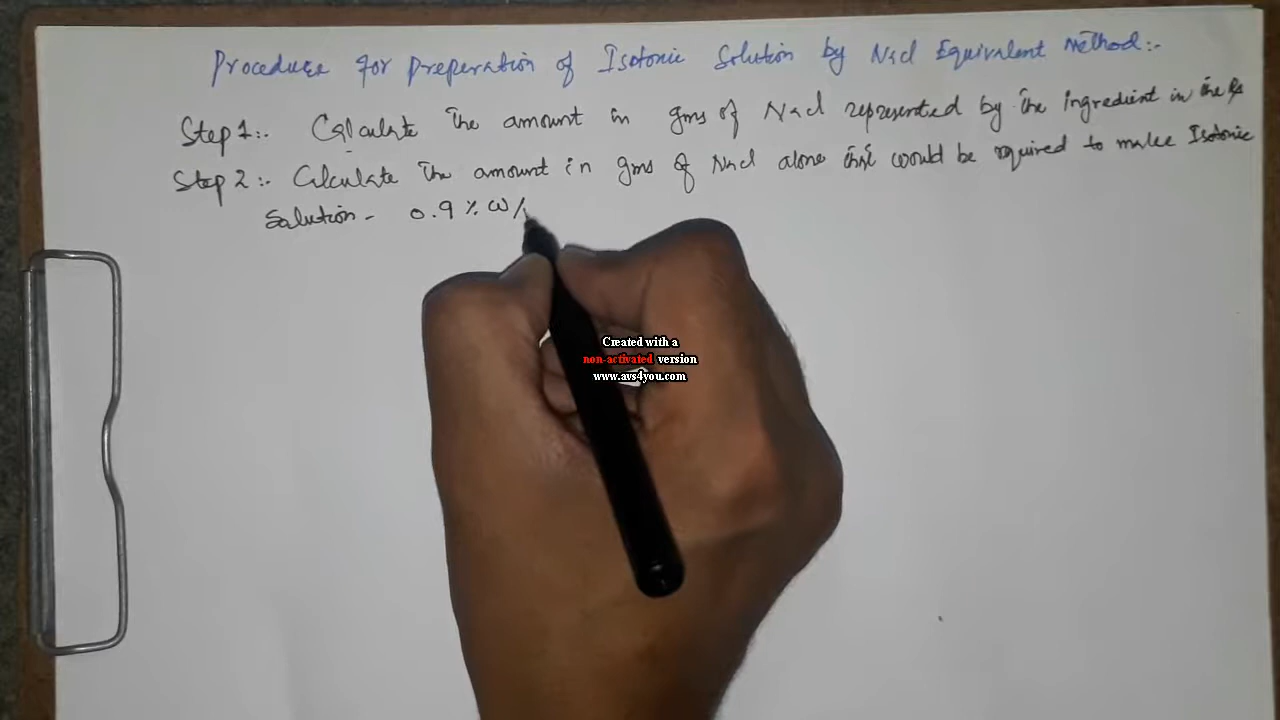 Procedure for preperation of Isotonic Solution by Nacl Equivalent Method:-
Step 1:- Calculate The amount in gms of Nacl represented by The Ingredient in the Rx
Step 2:- Calculate The amount in gms of Nacl alone that would be required to make Isotonic
Solution - 0.9 % W/
Created with a
non-activated version
www.avs4you.com